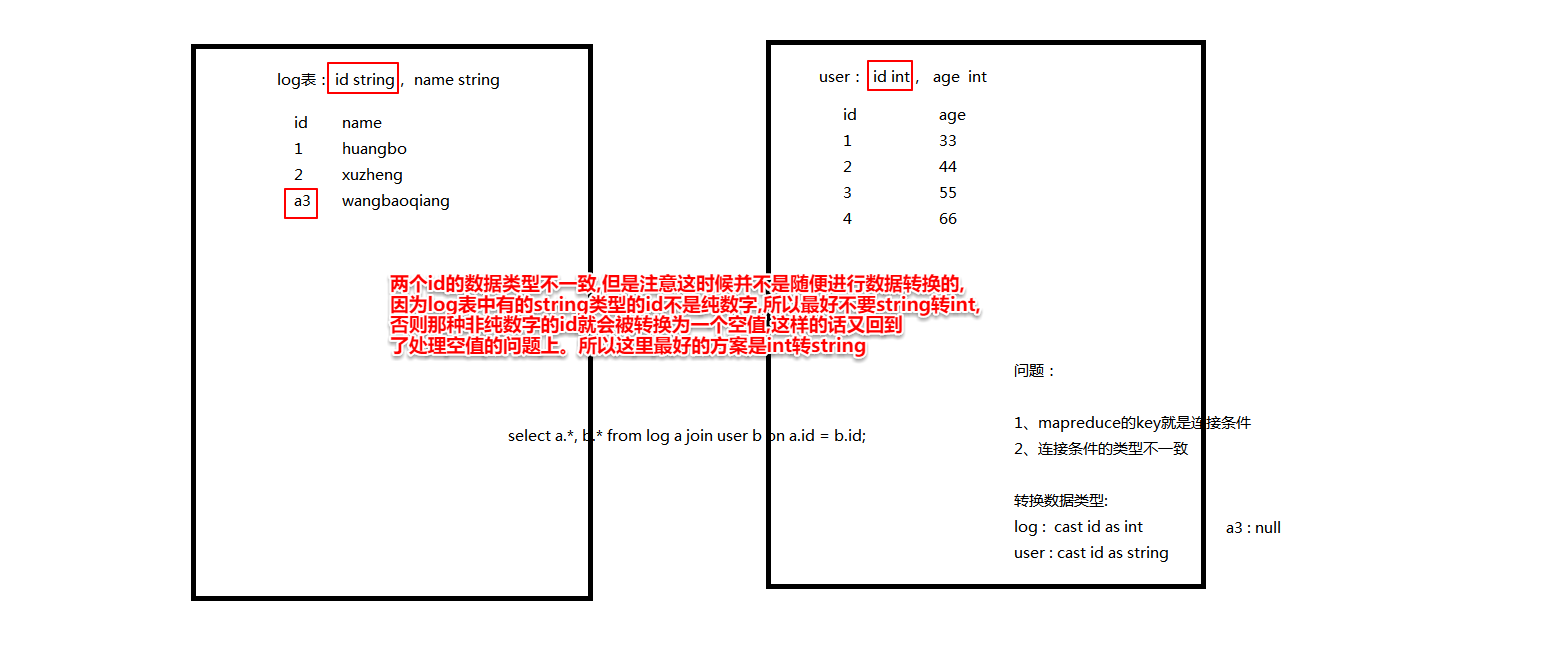 log表 : id string , name string
id name
1 huangbo
2 xuzheng
a3 wangbaoqiang
user : id int , age int
id age
1 33
2 44
3 55
4 66
两个id的数据类型不一致,但是注意这时候并不是随便进行数据转换的,
因为log表中有的string类型的id不是纯数字,所以最好不要string转int,
否则那种非纯数字的id就会被转换为一个空值,这样的话又回到
了处理空值的问题上。所以这里最好的方案是int转string
select a.*, b.* from log a join user b on a.id = b.id;
问题：
1、mapreduce的key就是连接条件
2、连接条件的类型不一致
转换数据类型:
log : cast id as int a3 : null
user : cast id as string